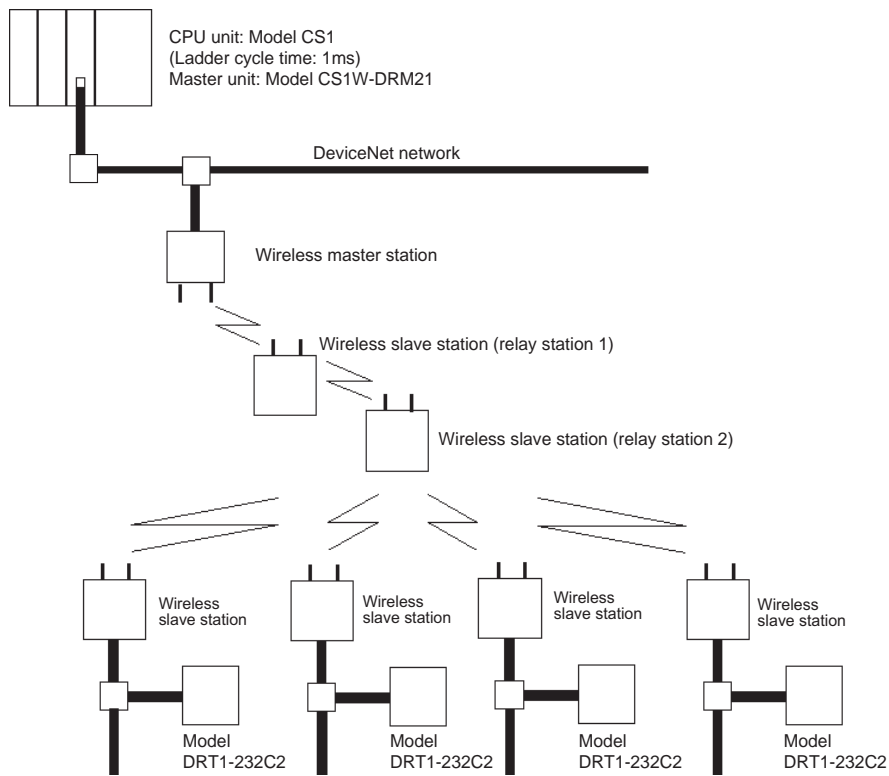 CPU unit: Model CS1
(Ladder cycle time: 1ms)
Master unit: Model CS1W-DRM21
DeviceNet network
Wireless master station
Wireless slave station (relay station 1)
Wireless slave station (relay station 2)
Wireless
slave station
Wireless
slave station
Wireless
slave station
Wireless
slave station
Model
DRT1-232C2
Model
DRT1-232C2
Model
DRT1-232C2
Model
DRT1-232C2